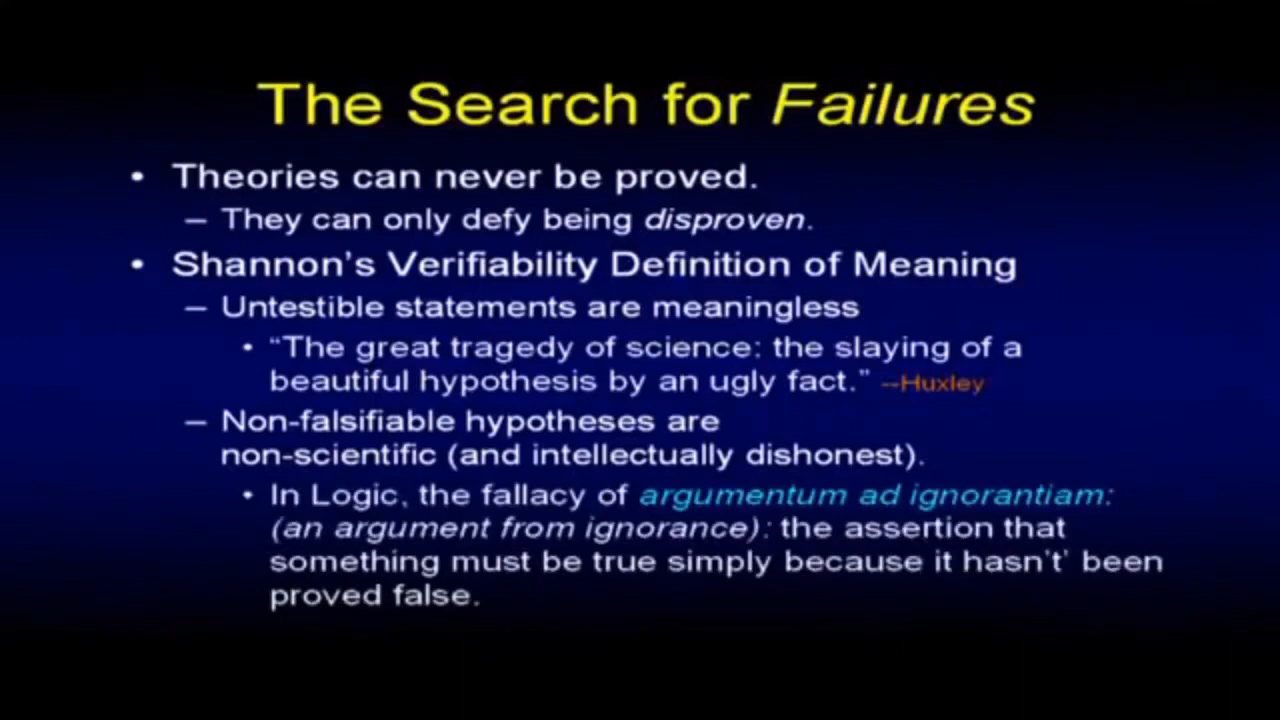 The Search for Failures
• Theories can never be proved.
– They can only defy being disproven.
• Shannon's Verifiability Definition of Meaning
– Untestible statements are meaningless
• “The great tragedy of science: the slaying of a
beautiful hypothesis by an ugly fact.” --Huxley
– Non-falsifiable hypotheses are
non-scientific (and intellectually dishonest).
• In Logic, the fallacy of argumentum ad ignorantiam:
(an argument from ignorance): the assertion that
something must be true simply because it hasn't' been
proved false.